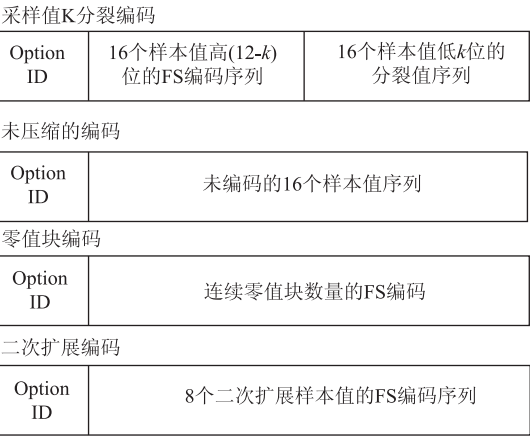 采样值K分裂编码
Option ID
16个样本值高(12-k)
位的FS编码序列
16个样本值低k位的
分裂值序列
未压缩的编码
Option ID
未编码的16个样本值序列
零值块编码
Option ID
连续零值块数量的FS编码
二次扩展编码
Option ID
8个二次扩展样本值的FS编码序列